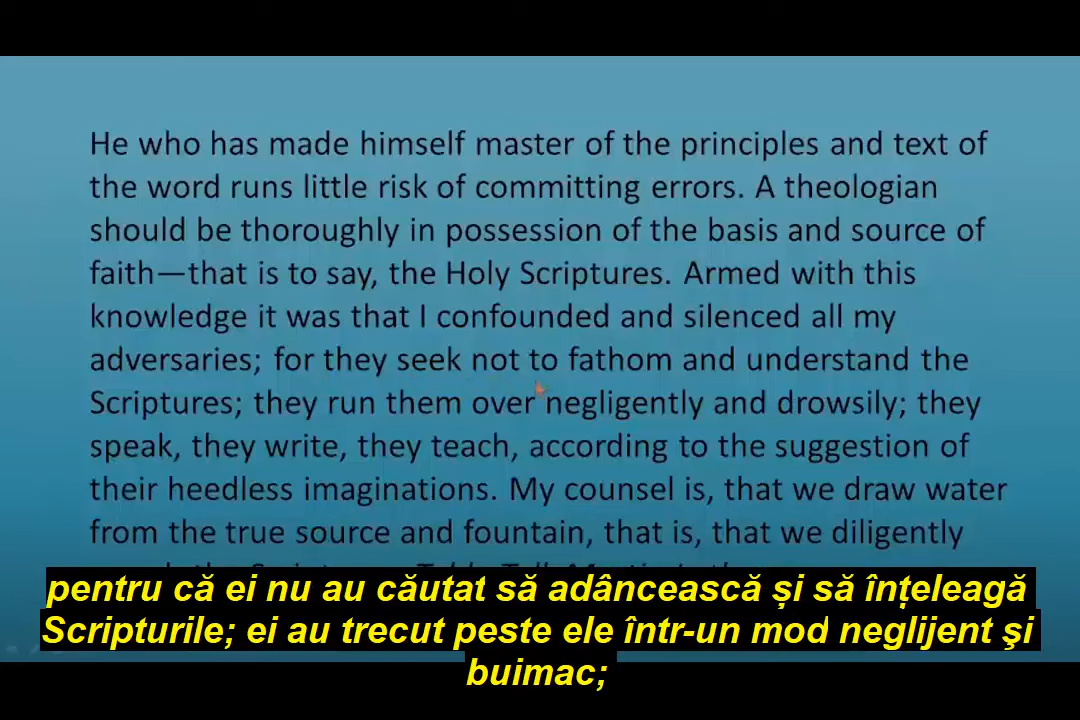 He who has made himself master of the principles and text of
the word runs little risk of committing errors. A theologian
should be thoroughly in possession of the basis and source of
faith—that is to say, the Holy Scriptures. Armed with this
knowledge it was that I confounded and silenced all my
adversaries; for they seek not to fathom and understand the
Scriptures; they run them over negligently and drowsily; they
speak, they write, they teach, according to the suggestion of
their heedless imaginations. My counsel is, that we draw water
from the true source and fountain, that is, that we diligently
pentru că ei nu au căutat să adâncească și să înțeleagă
Scripturile; ei au trecut peste ele într-un mod neglijent şi
buimac;